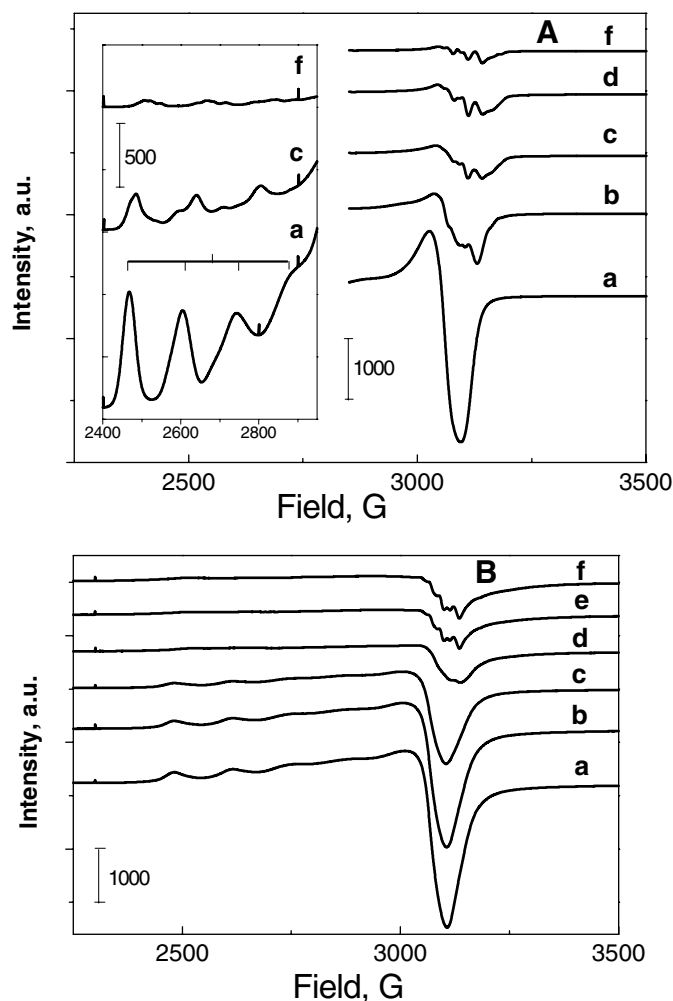 A
f
d
c
b
a
f
500
c
a
2400 2600 2800
1000
Intensity, a.u.
2500 3000 3500
Field, G
B
f
e
d
c
b
a
1000
Intensity, a.u.
2500 3000 3500
Field, G